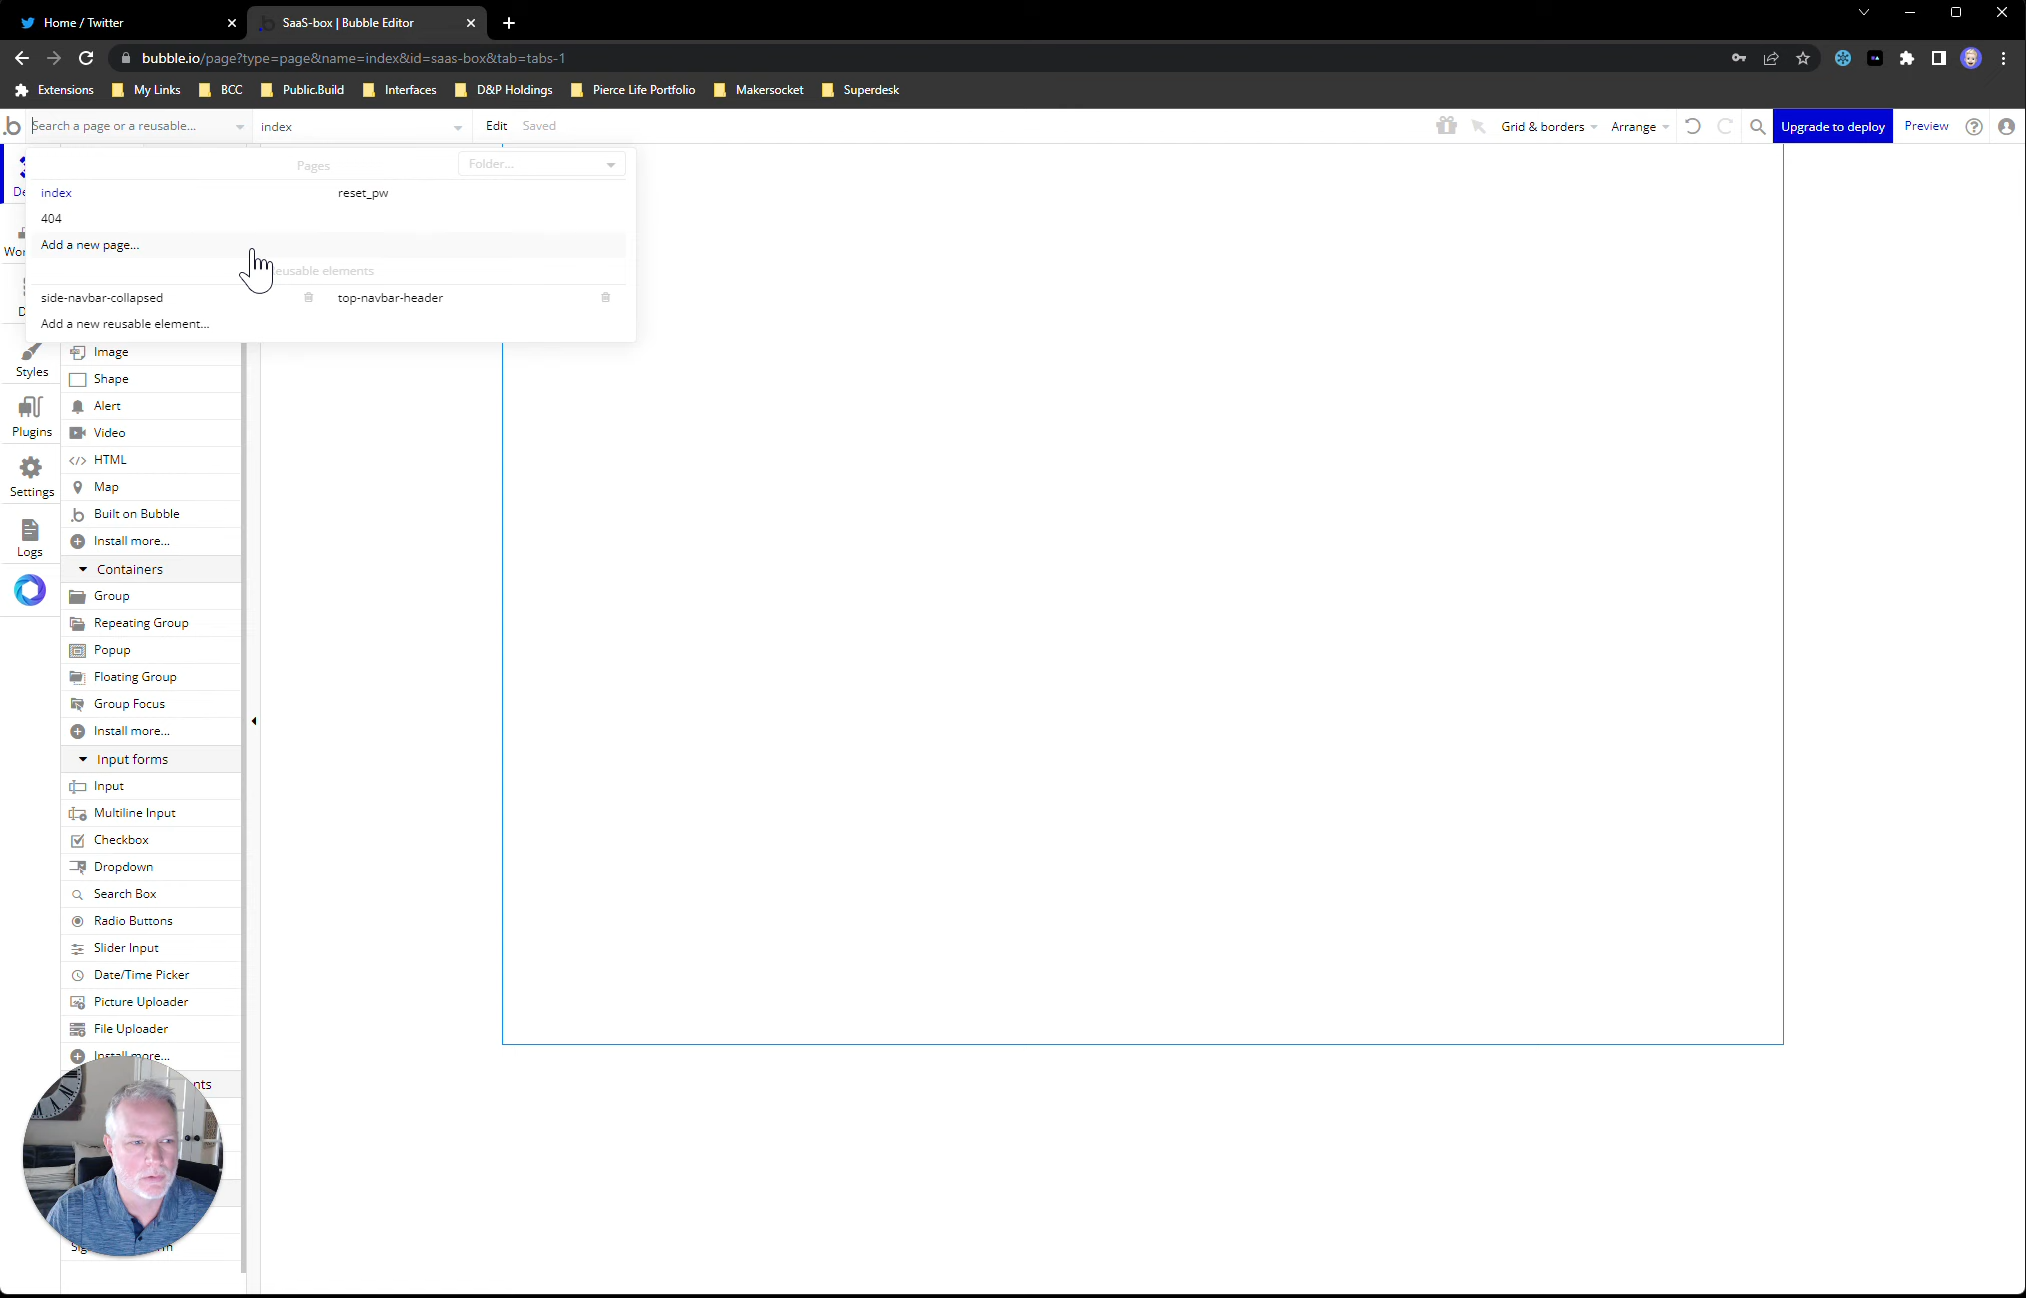 Home / Twitter
SaaS-box | Bubble Editor
bubble.io/page?type=page&name=index&id=saas-box&tab=tabs-1
Extensions My Links BCC Public.Build Interfaces D&P Holdings Pierce Life Portfolio Makersocket Superdesk
Search a page or a reusable... index Edit Saved Grid & borders Arrange Upgrade to deploy Preview
Pages Folder...
index reset_pw
404
Add a new page...
eusable elements
side-navbar-collapsed top-navbar-header
Add a new reusable element...
De
Wor
D
Styles
Plugins
Settings
Logs
Image
Shape
Alert
Video
HTML
Map
Built on Bubble
Install more...
Containers
Group
Repeating Group
Popup
Floating Group
Group Focus
Install more...
Input forms
Input
Multiline Input
Checkbox
Dropdown
Search Box
Radio Buttons
Slider Input
Date/Time Picker
Picture Uploader
File Uploader
Install more...
nts